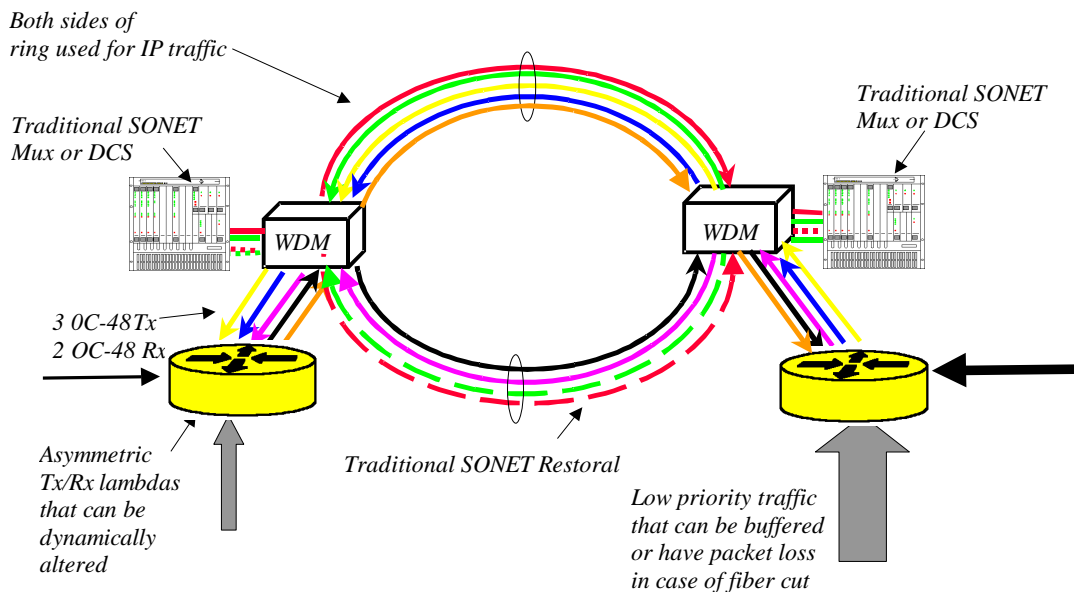 Both sides of
ring used for IP traffic
Traditional SONET
Mux or DCS
Traditional SONET
Mux or DCS
WDM
WDM
3 0C-48Tx
2 OC-48 Rx
Traditional SONET Restoral
Asymmetric
Tx/Rx lambdas
that can be
dynamically
altered
Low priority traffic
that can be buffered
or have packet loss
in case of fiber cut